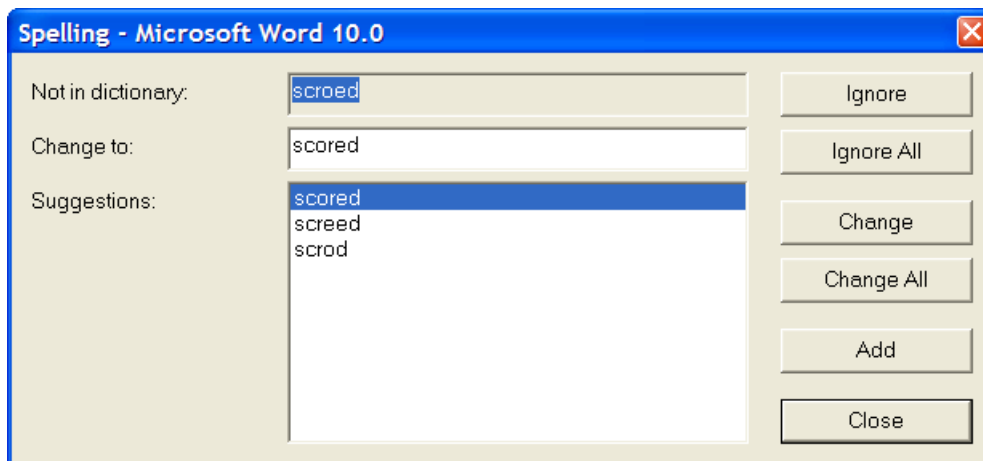 Spelling - Microsoft Word 10.0
Not in dictionary: scroed Ignore
Change to: scored Ignore All
Suggestions: scored
screed Change
scrod
Change All
Add
Close